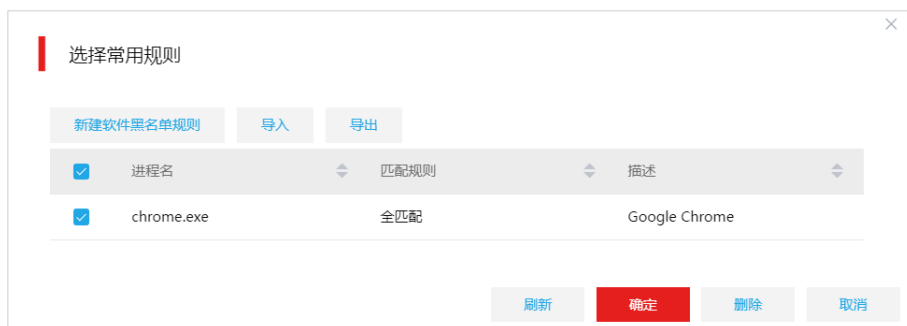 选择常用规则
新建软件黑名单规则 导入 导出
进程名 匹配规则 描述
chrome.exe 全匹配 Google Chrome
刷新 确定 删除 取消